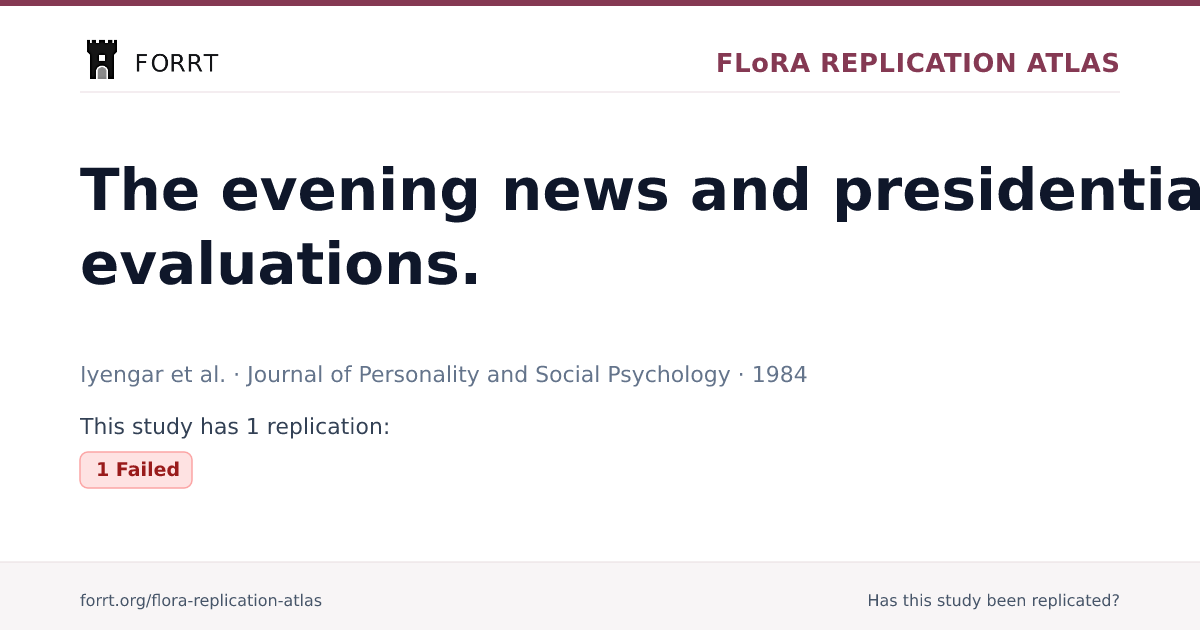 FORRT
FLoRA REPLICATION ATLAS
The evening news and presidentia
evaluations.
Iyengar et al. · Journal of Personality and Social Psychology · 1984
This study has 1 replication:
1 Failed
forrt.org/flora-replication-atlas
Has this study been replicated?